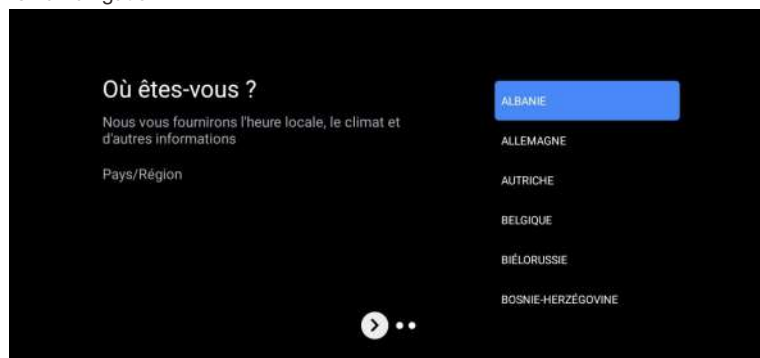 Où êtes-vous ?
Nous vous fournirons l'heure locale, le climat et
d'autres informations
Pays/Région
ALBANIE
ALLEMAGNE
AUTRICHE
BELGIQUE
BIÉLORUSSIE
BOSNIE-HERZÉGOVINE